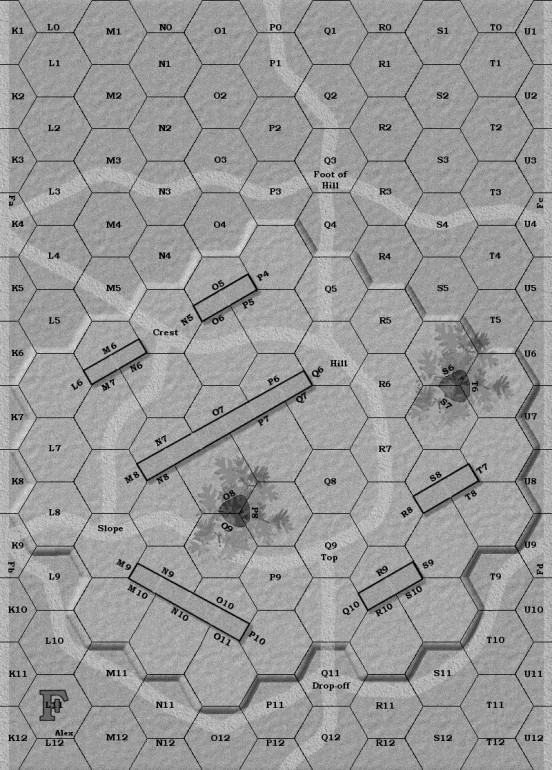 K1 L0 M1 N0 O1 P0 Q1 R0 S1 T0 U1
L1 N1 P1 R1 T1
K2 M2 O2 Q2 S2 U2
L2 N2 P2 R2 T2
K3 M3 O3 Q3 S3 U3
Foot of
Hill
Fa L3 N3 P3 R3 T3 Fc
K4 M4 O4 Q4 S4 U4
L4 N4 R4 T4
P4
K5 M5 O5 Q5 S5 U5
P5
L5 N5 O6 R5 T5
Crest
K6 M6 U6
N6 Hill
L6 M7 P6 Q6 R6 S6 T6
Q7 S7
K7 O7 P7 U7
L7 N7 R7
M8 N8 S8 T7
K8 Q8 U8
O8 T8
L8 P8 R8
Slope O9
K9 Q9 U9
Top
Fb M9 N9 S9 Fd
L9 P9 R9 T9
M10 S10
K10 N10 O10 Q10 R10 U10
L10 O11 P10 T10
K11 M11 Q11 S11 U11
Drop-off
F
L11 N11 P11 R11 T11
Alex
K12 L12 M12 N12 O12 P12 Q12 R12 S12 T12 U12